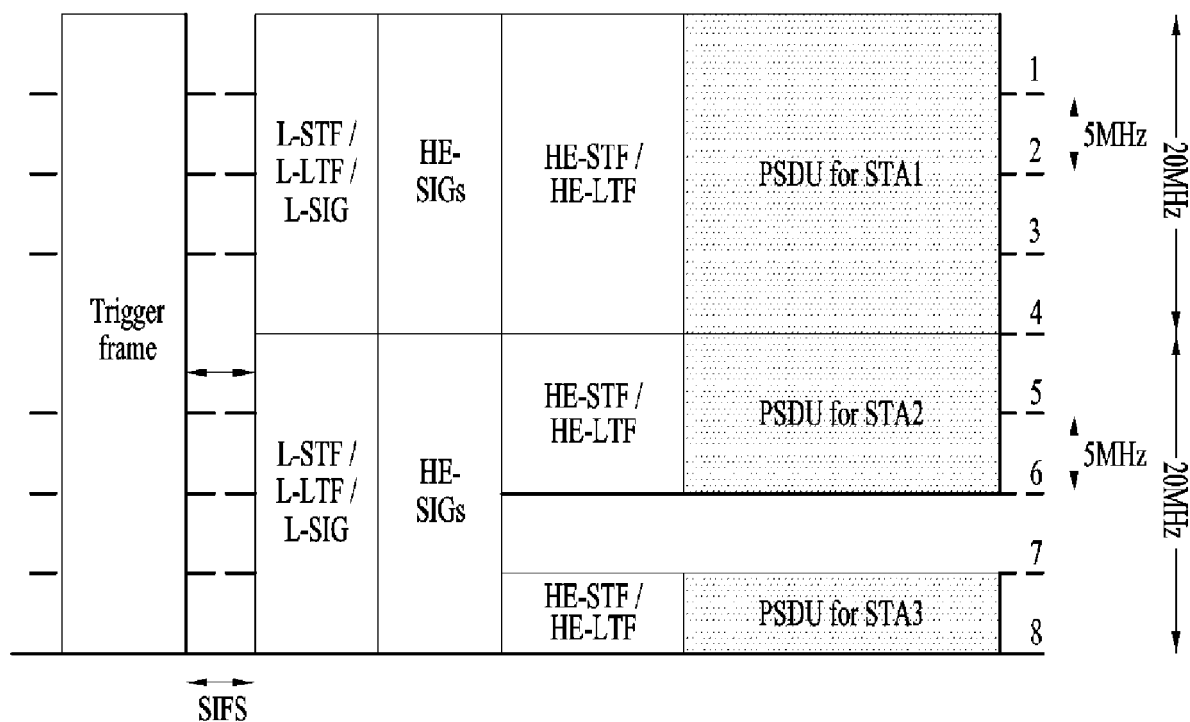 Trigger
frame
SIFS
L-STF /
L-LTF /
L-SIG
HE-
SIGs
HE-STF /
HE-LTF
PSDU for STA1
L-STF /
L-LTF /
L-SIG
HE-
SIGs
HE-STF /
HE-LTF
PSDU for STA2
HE-STF /
HE-LTF
PSDU for STA3
1
2
3
4
5
6
7
8
5MHz
5MHz
20MHz
20MHz